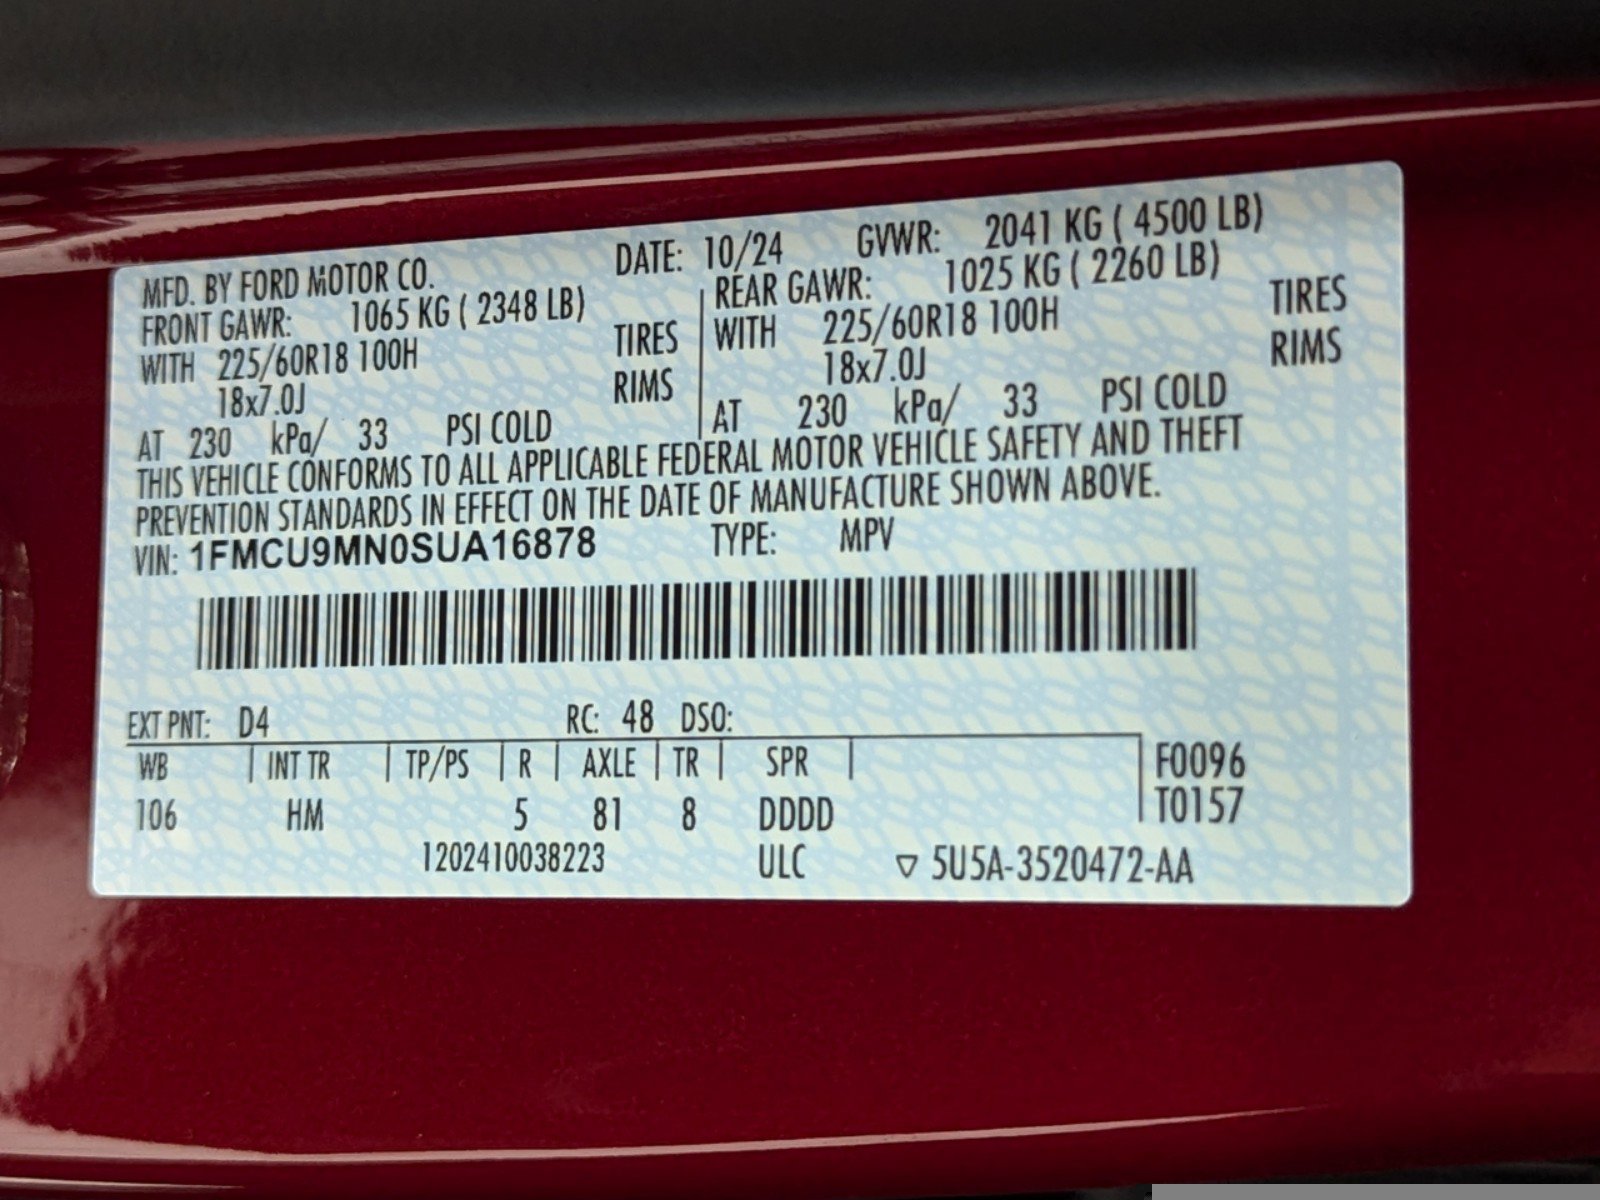 MFD. BY FORD MOTOR CO. DATE: 10/24 GVWR: 2041 KG ( 4500 LB)
FRONT GAWR: 1065 KG ( 2348 LB) REAR GAWR: 1025 KG ( 2260 LB)
WITH 225/60R18 100H TIRES WITH 225/60R18 100H TIRES
18x7.0J RIMS 18x7.0J RIMS
AT 230 kPa/ 33 PSI COLD AT 230 kPa/ 33 PSI COLD
THIS VEHICLE CONFORMS TO ALL APPLICABLE FEDERAL MOTOR VEHICLE SAFETY AND THEFT
PREVENTION STANDARDS IN EFFECT ON THE DATE OF MANUFACTURE SHOWN ABOVE.
VIN: 1FMCU9MN0SUA16878 TYPE: MPV
EXT PNT: D4 RC: 48 DSO:
WB INT TR TP/PS R AXLE TR SPR F0096
106 HM 5 81 8 DDDD T0157
1202410038223 ULC ▽ 5U5A-3520472-AA